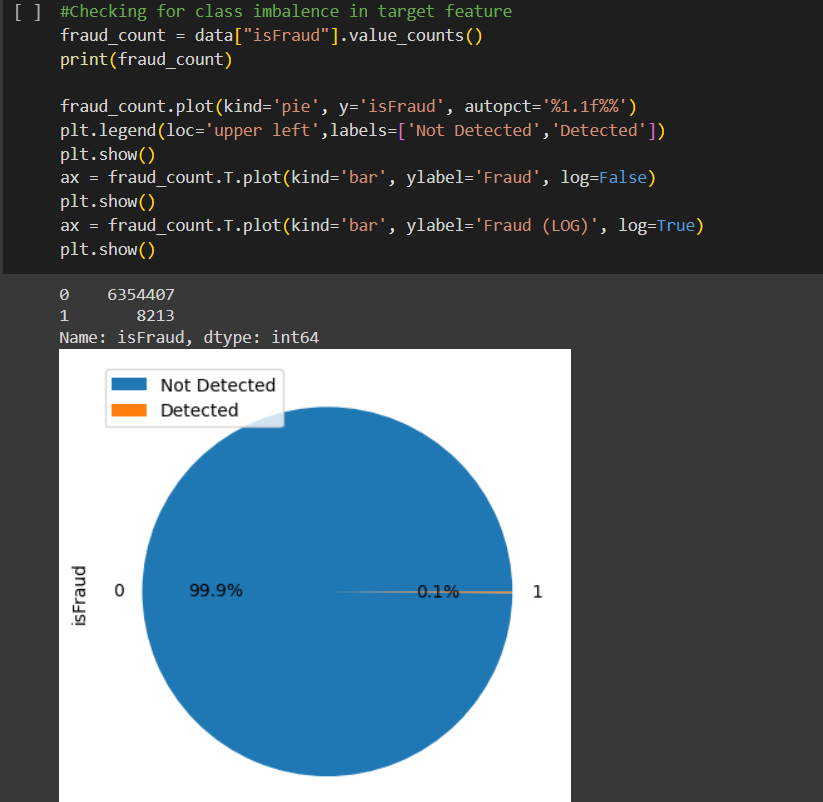 [ ] #Checking for class imbalence in target feature
fraud_count = data["isFraud"].value_counts()
print(fraud_count)
fraud_count.plot(kind='pie', y='isFraud', autopct='%1.1f%%')
plt.legend(loc='upper left',labels=['Not Detected','Detected'])
plt.show()
ax = fraud_count.T.plot(kind='bar', ylabel='Fraud', log=False)
plt.show()
ax = fraud_count.T.plot(kind='bar', ylabel='Fraud (LOG)', log=True)
plt.show()
0 6354407
1 8213
Name: isFraud, dtype: int64
Not Detected
Detected
isFraud
0
99.9%
0.1%
1